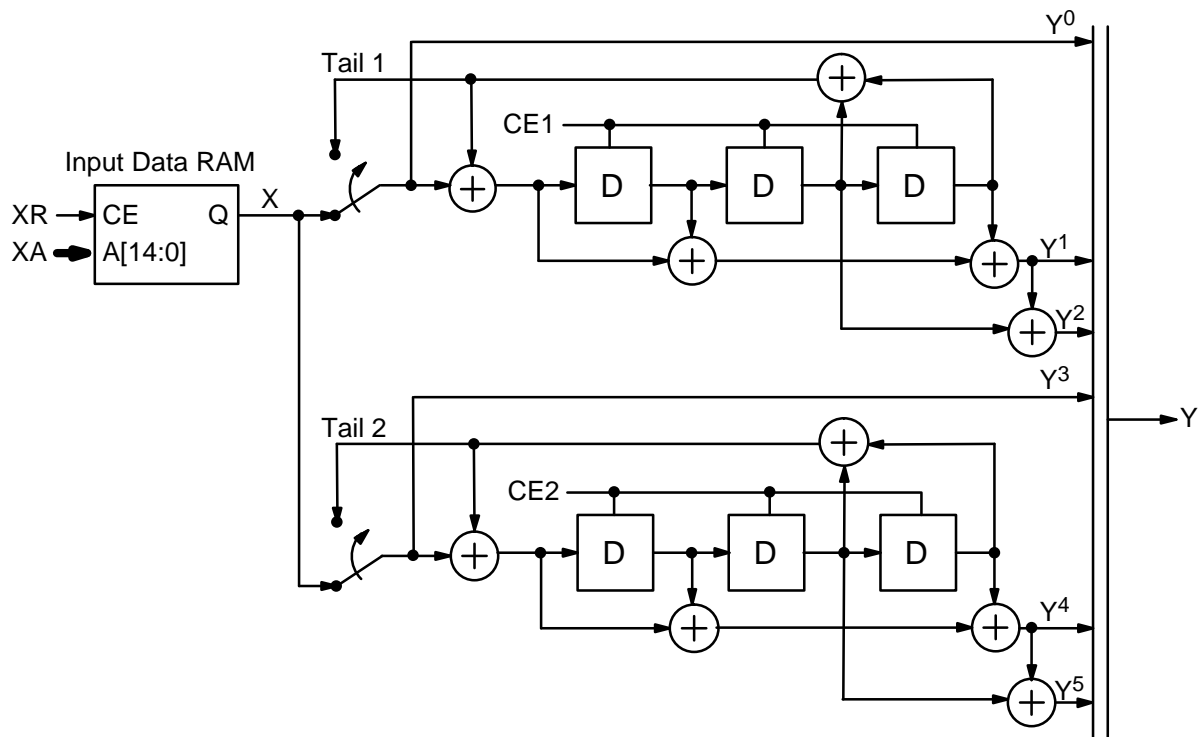 Y0
Tail 1
CE1
Input Data RAM
D D D
XR CE Q X
XA A[14:0]
Y1
Y2
Y3
Y
Tail 2
CE2
D D D
Y4
Y5